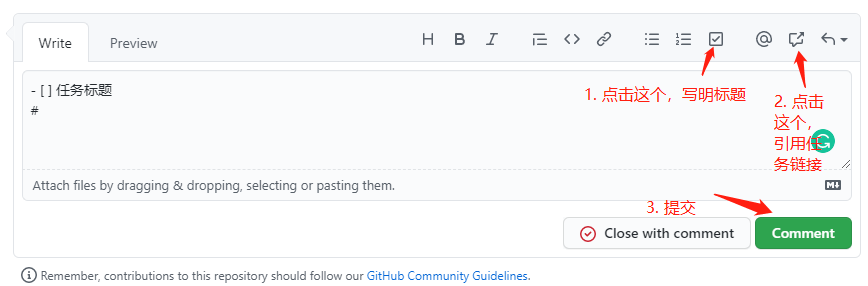 Write
Preview
H B I
@
- [ ] 任务标题
#
1. 点击这个，写明标题
2. 点击
这个，
引用任
务链接
Attach files by dragging & dropping, selecting or pasting them.
M
3. 提交
Close with comment
Comment
Remember, contributions to this repository should follow our GitHub Community Guidelines.